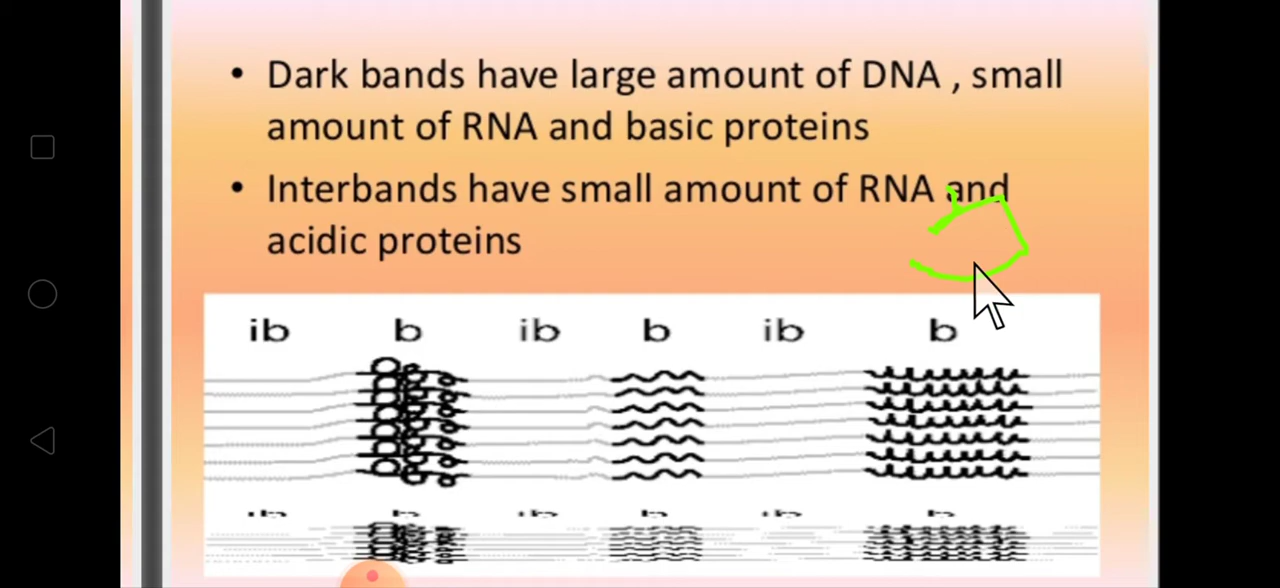 • Dark bands have large amount of DNA , small
amount of RNA and basic proteins
• Interbands have small amount of RNA and
acidic proteins
ib b ib b ib b